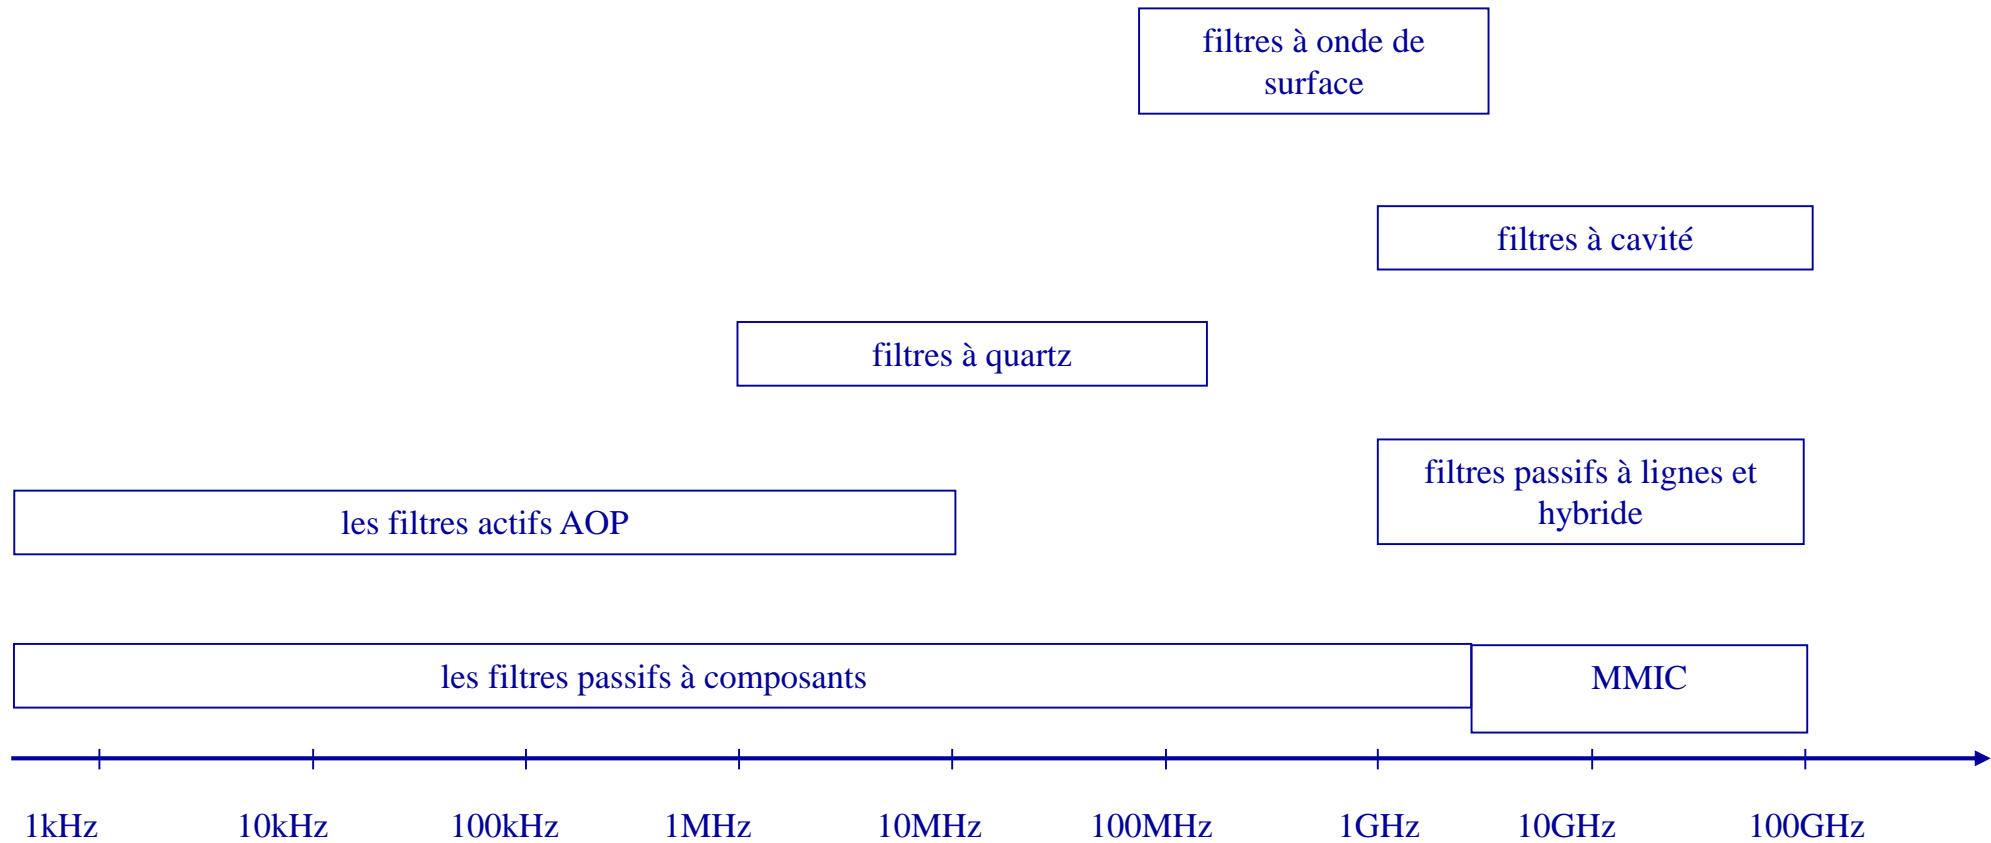 filtres à onde de
surface
filtres à cavité
filtres à quartz
filtres passifs à lignes et
hybride
les filtres actifs AOP
les filtres passifs à composants
MMIC
1kHz 10kHz 100kHz 1MHz 10MHz 100MHz 1GHz 10GHz 100GHz